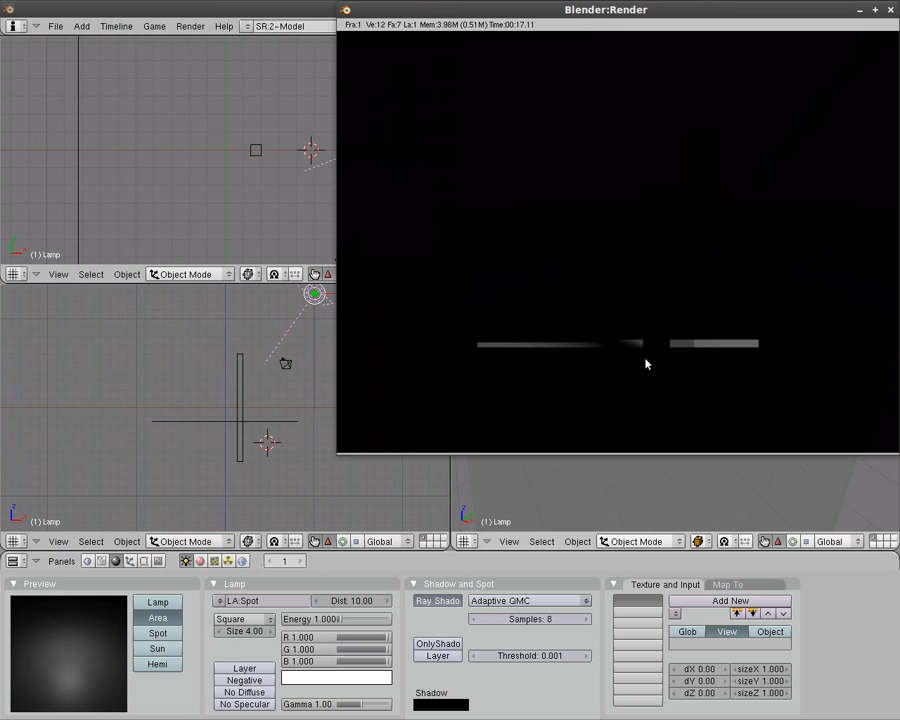 Blender:Render
File Add Timeline Game Render Help SR:2-Model
Fra:1 Ve:12 Fa:7 La:1 Mem:3.98M (0.51M) Time:00:17.11
(1) Lamp
View Select Object Object Mode
(1) Lamp
(1) Lamp
View Select Object Object Mode Global
View Select Object Object Mode Global
Panels 1
Preview
Lamp
Area
Spot
Sun
Hemi
Lamp
LA:Spot Dist: 10.00
Square Energy 1.000
Size 4.00
R 1.000
G 1.000
B 1.000
Layer
Negative
No Diffuse
No Specular Gamma 1.00
Shadow and Spot
Ray Shado Adaptive QMC
Samples: 8
OnlyShado
Layer Threshold: 0.001
Shadow
Texture and Input Map To
Add New
Glob View Object
dX 0.00 sizeX 1.000
dY 0.00 sizeY 1.000
dZ 0.00 sizeZ 1.000